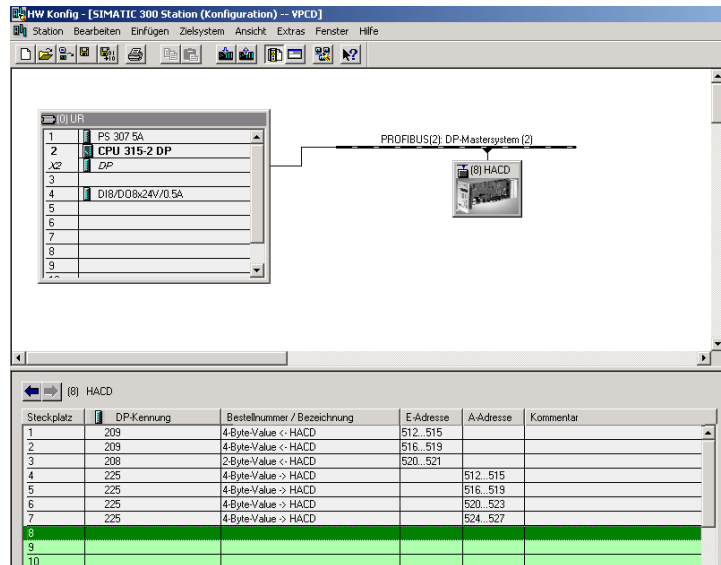 HW Konfig - [SIMATIC 300 Station (Konfiguration) -- VPCD]
Station Bearbeiten Einfügen Zielsystem Ansicht Extras Fenster Hilfe
(0) UR
1 PS 307 5A
2 CPU 315-2 DP
X2 DP
3
4 DI8/DO8x24V/0.5A
5
6
7
8
9
PROFIBUS(2): DP-Mastersystem (2)
(8) HACD
(8) HACD
Steckplatz DP-Kennung Bestellnummer / Bezeichnung E-Adresse A-Adresse Kommentar
1 209 4-Byte-Value <- HACD 512...515
2 209 4-Byte-Value <- HACD 516...519
3 208 2-Byte-Value <- HACD 520...521
4 225 4-Byte-Value -> HACD 512...515
5 225 4-Byte-Value -> HACD 516...519
6 225 4-Byte-Value -> HACD 520...523
7 225 4-Byte-Value -> HACD 524...527
8
9
10